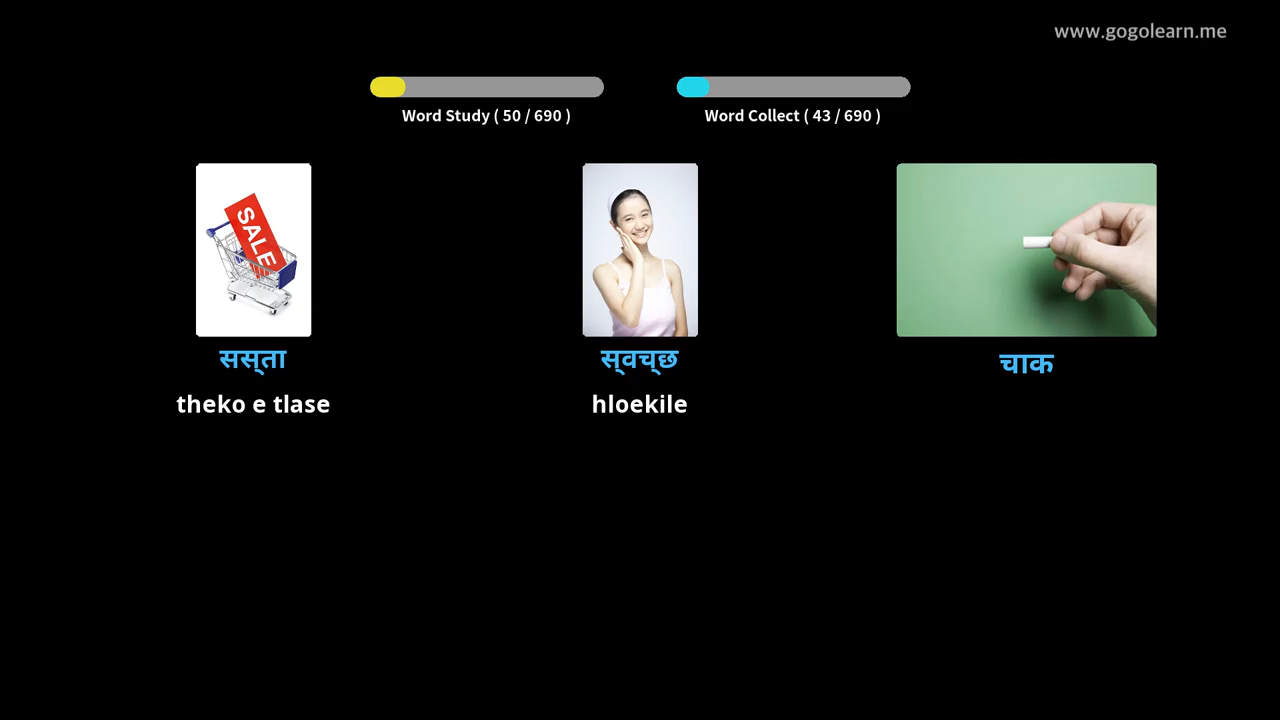 www.gogolearn.me
Word Study ( 50 / 690 )
Word Collect ( 43 / 690 )
SALE
सस्ता
स्वच्छ
चाक
theko e tlase
hloekile